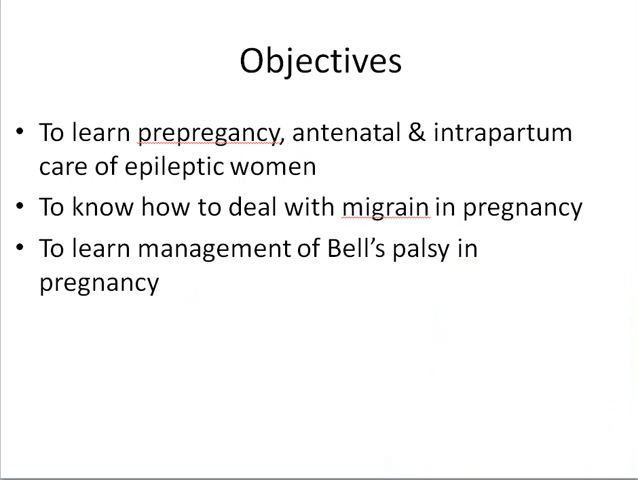 Objectives
• To learn prepregancy, antenatal & intrapartum
care of epileptic women
• To know how to deal with migrain in pregnancy
• To learn management of Bell’s palsy in
pregnancy